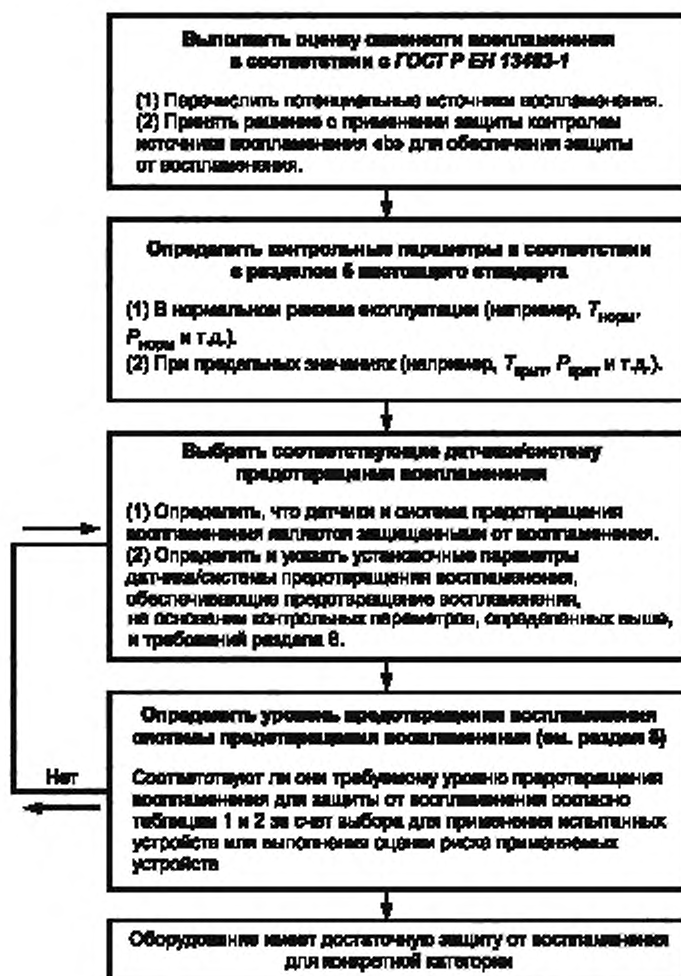 Выполнить оценку опасности воспламенения
в соответствии с ГОСТ Р ЕН 13463-1
(1) Перечислить потенциальные источники воспламенения.
(2) Принять решение о применении защиты контролем
источника воспламенения «b» для обеспечения защиты
от воспламенения.
Определить контрольные параметры в соответствии
с разделом 5 настоящего стандарта
(1) В нормальном режиме эксплуатации (например, Tнорм,
Pнорм и т.д.).
(2) При предельных значениях (например, Tкрит, Pкрит и т.д.).
Выбрать соответствующие датчики/систему
предотвращения воспламенения
(1) Определить, что датчики и система предотвращения
воспламенения являются защищенными от воспламенения.
(2) Определить и указать установочные параметры
датчика/системы предотвращения воспламенения,
обеспечивающие предотвращение воспламенения,
на основании контрольных параметров, определенных выше,
и требований раздела
Определить уровень предотвращения воспламенения
системы предотвращения воспламенения (см. раздел
Нет
Соответствуют ли они требуемому уровню предотвращения
воспламенения для защиты от воспламенения согласно
таблицам 1 и 2 за счет выбора для применения испытанных
устройств или выполнения оценки риска применяемых
устройств
Оборудование имеет достаточную защиту от воспламенения
для конкретной категории